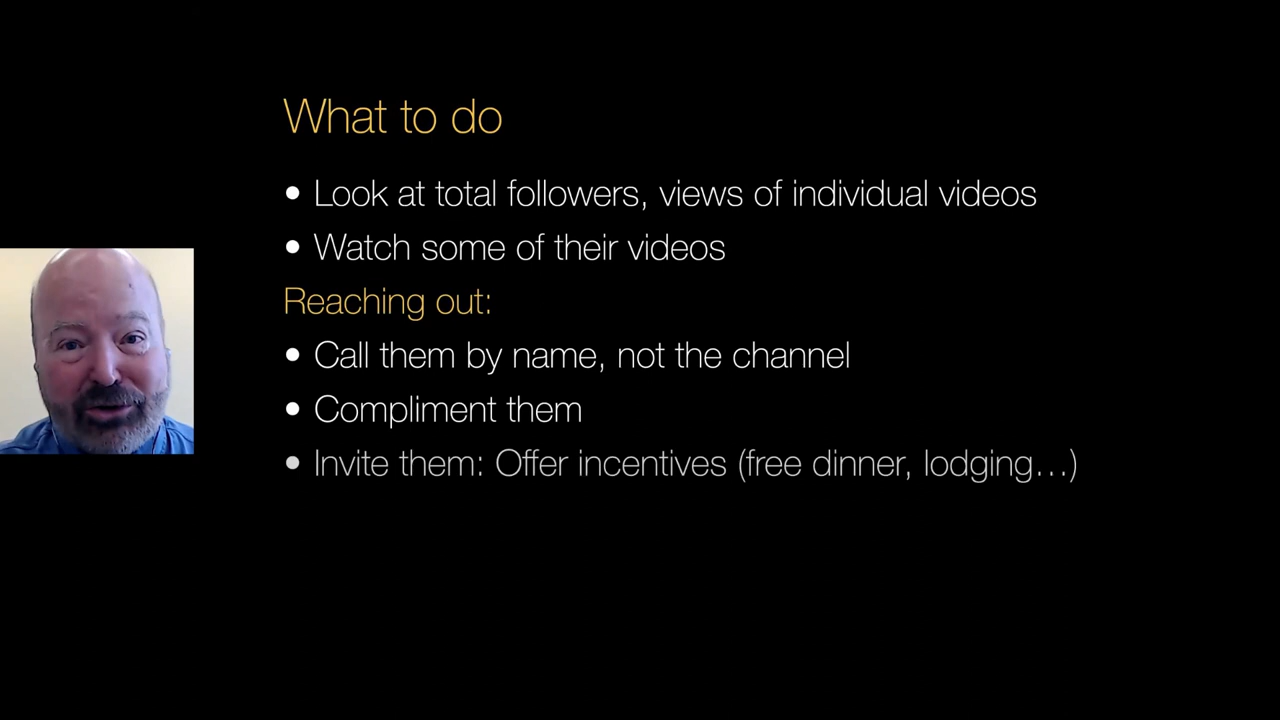 What to do
• Look at total followers, views of individual videos
• Watch some of their videos
Reaching out:
• Call them by name, not the channel
• Compliment them
• Invite them: Offer incentives (free dinner, lodging…)